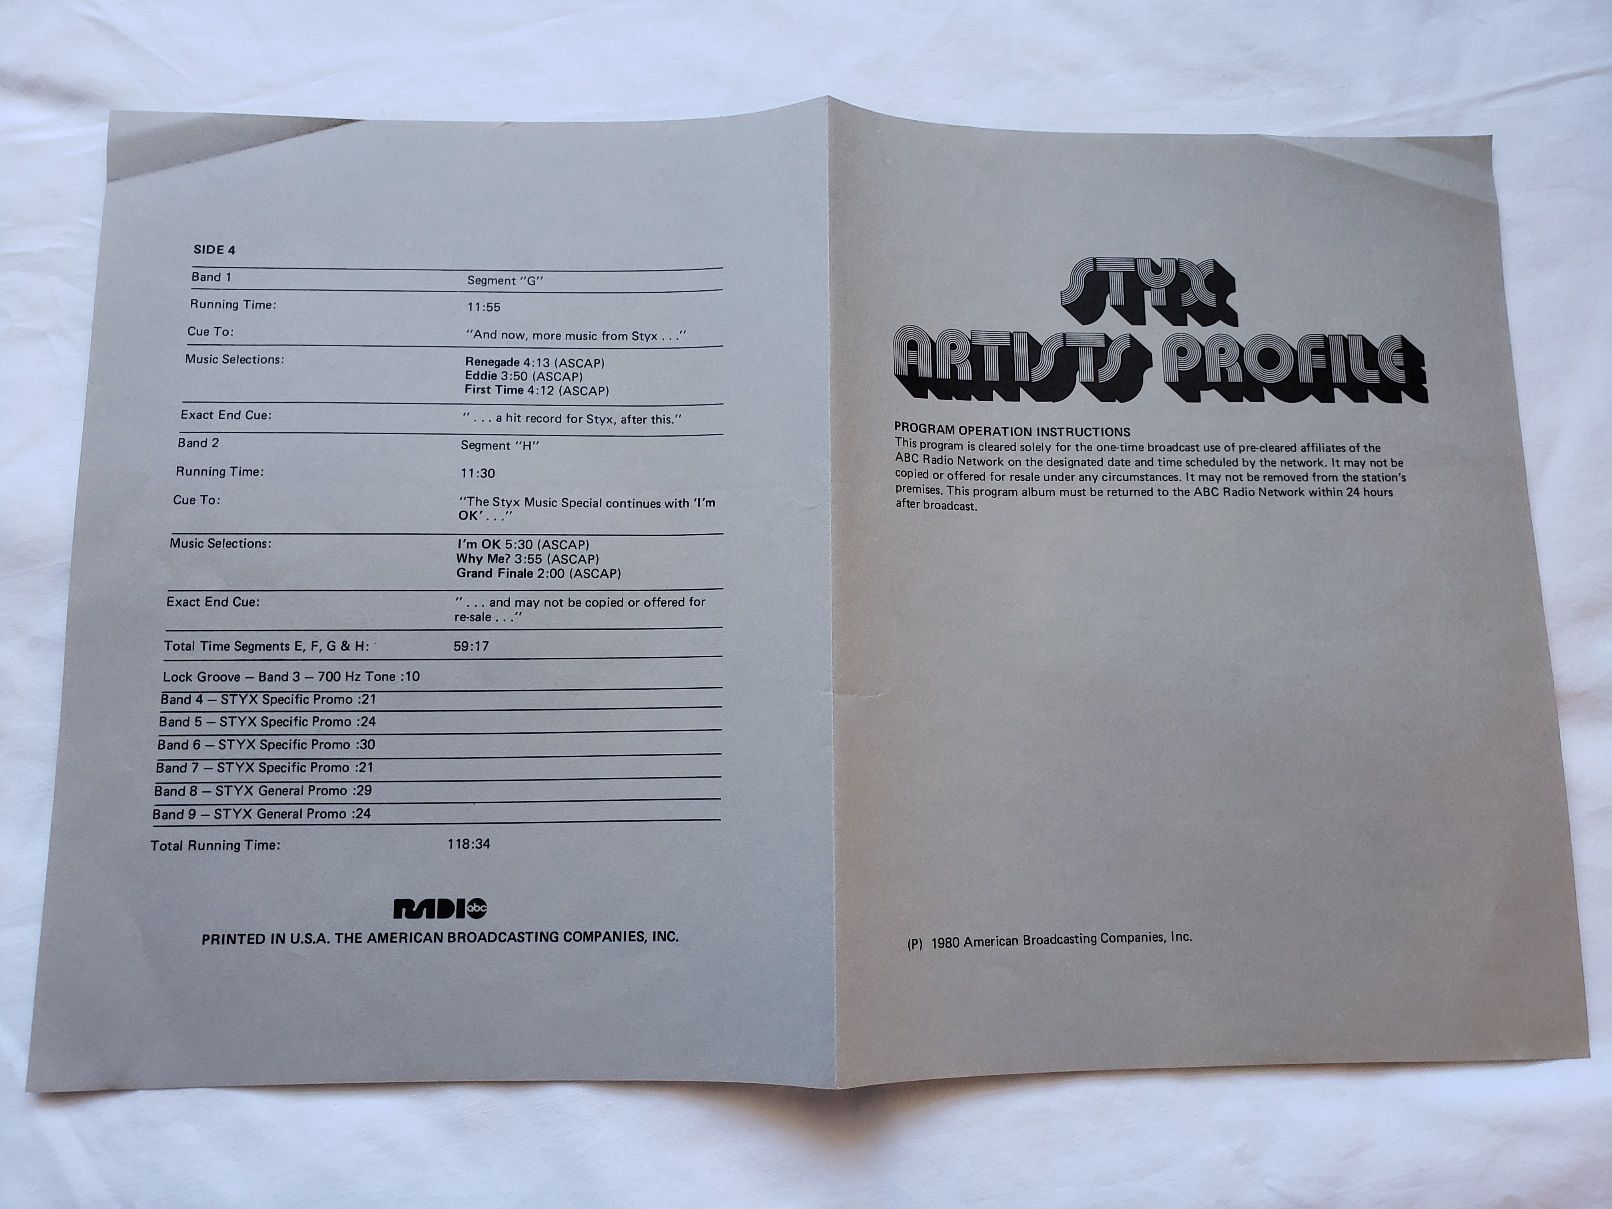 SIDE 4
Band 1 Segment "G"
Running Time: 11:55
Cue To: "And now, more music from Styx . . ."
Music Selections: Renegade 4:13 (ASCAP)
Eddie 3:50 (ASCAP)
First Time 4:12 (ASCAP)
Exact End Cue: " . . . a hit record for Styx, after this."
Band 2 Segment "H"
Running Time: 11:30
Cue To: "The Styx Music Special continues with 'I'm
OK' . . ."
Music Selections: I'm OK 5:30 (ASCAP)
Why Me? 3:55 (ASCAP)
Grand Finale 2:00 (ASCAP)
Exact End Cue: " . . . and may not be copied or offered for
re-sale . . ."
Total Time Segments E, F, G & H: 59:17
Lock Groove — Band 3 — 700 Hz Tone :10
Band 4 — STYX Specific Promo :21
Band 5 — STYX Specific Promo :24
Band 6 — STYX Specific Promo :30
Band 7 — STYX Specific Promo :21
Band 8 — STYX General Promo :29
Band 9 — STYX General Promo :24
Total Running Time: 118:34
RADIO abc
PRINTED IN U.S.A. THE AMERICAN BROADCASTING COMPANIES, INC.
STYX
ARTISTS PROFILE
PROGRAM OPERATION INSTRUCTIONS
This program is cleared solely for the one-time broadcast use of pre-cleared affiliates of the
ABC Radio Network on the designated date and time scheduled by the network. It may not be
copied or offered for resale under any circumstances. It may not be removed from the station's
premises. This program album must be returned to the ABC Radio Network within 24 hours
after broadcast.
(P) 1980 American Broadcasting Companies, Inc.